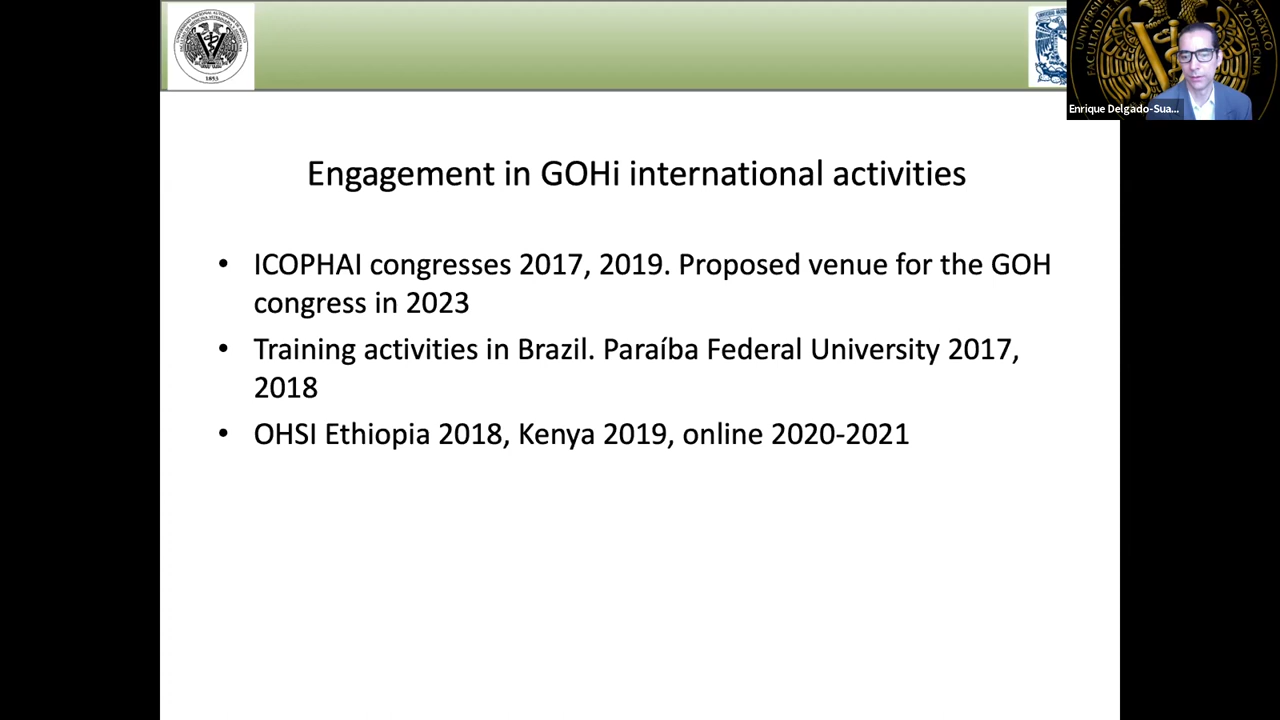 Enrique Delgado-Sua...
Engagement in GOHi international activities
• ICOPHAI congresses 2017, 2019. Proposed venue for the GOH
congress in 2023
• Training activities in Brazil. Paraíba Federal University 2017,
2018
• OHSI Ethiopia 2018, Kenya 2019, online 2020-2021
1853